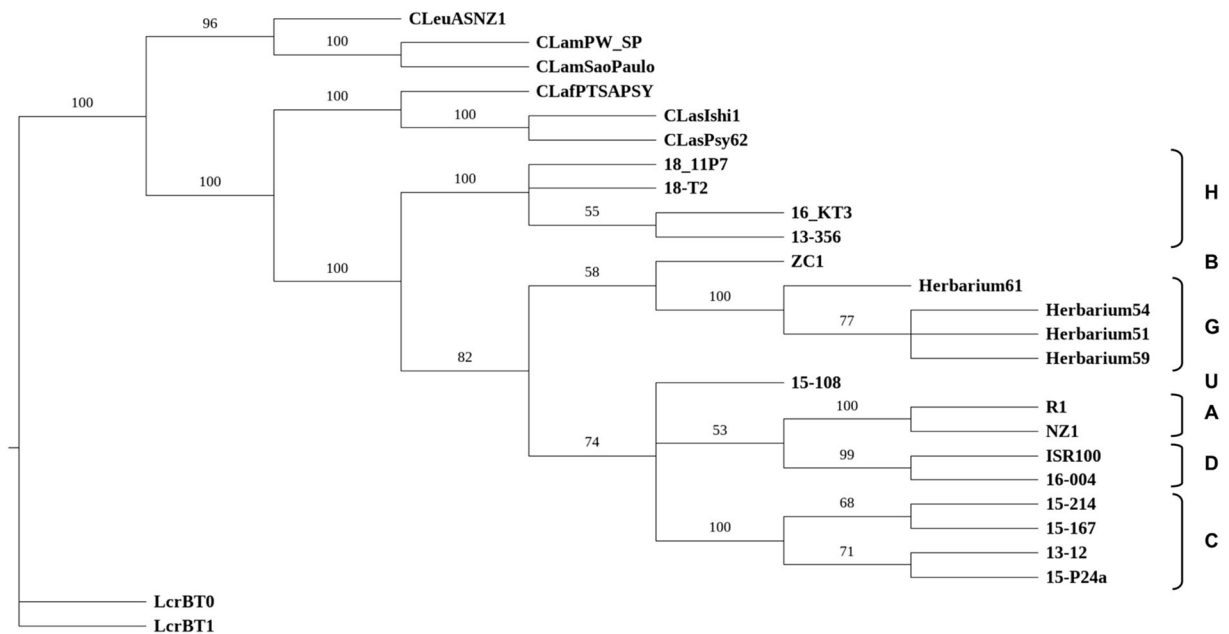 CLeuASNZ1
96
100
CLamPW_SP
CLamSaoPaulo
100
100
CLafPTSAPSY
100
CLasIshi1
CLasPsy62
100
100
18_11P7
18-T2
H
55
16_KT3
13-356
100
58
ZC1
B
100
Herbarium61
77
Herbarium54
Herbarium51
G
Herbarium59
82
15-108
U
100
R1
A
NZ1
53
74
99
ISR100
D
16-004
68
15-214
15-167
100
C
71
13-12
15-P24a
LcrBT0
LcrBT1